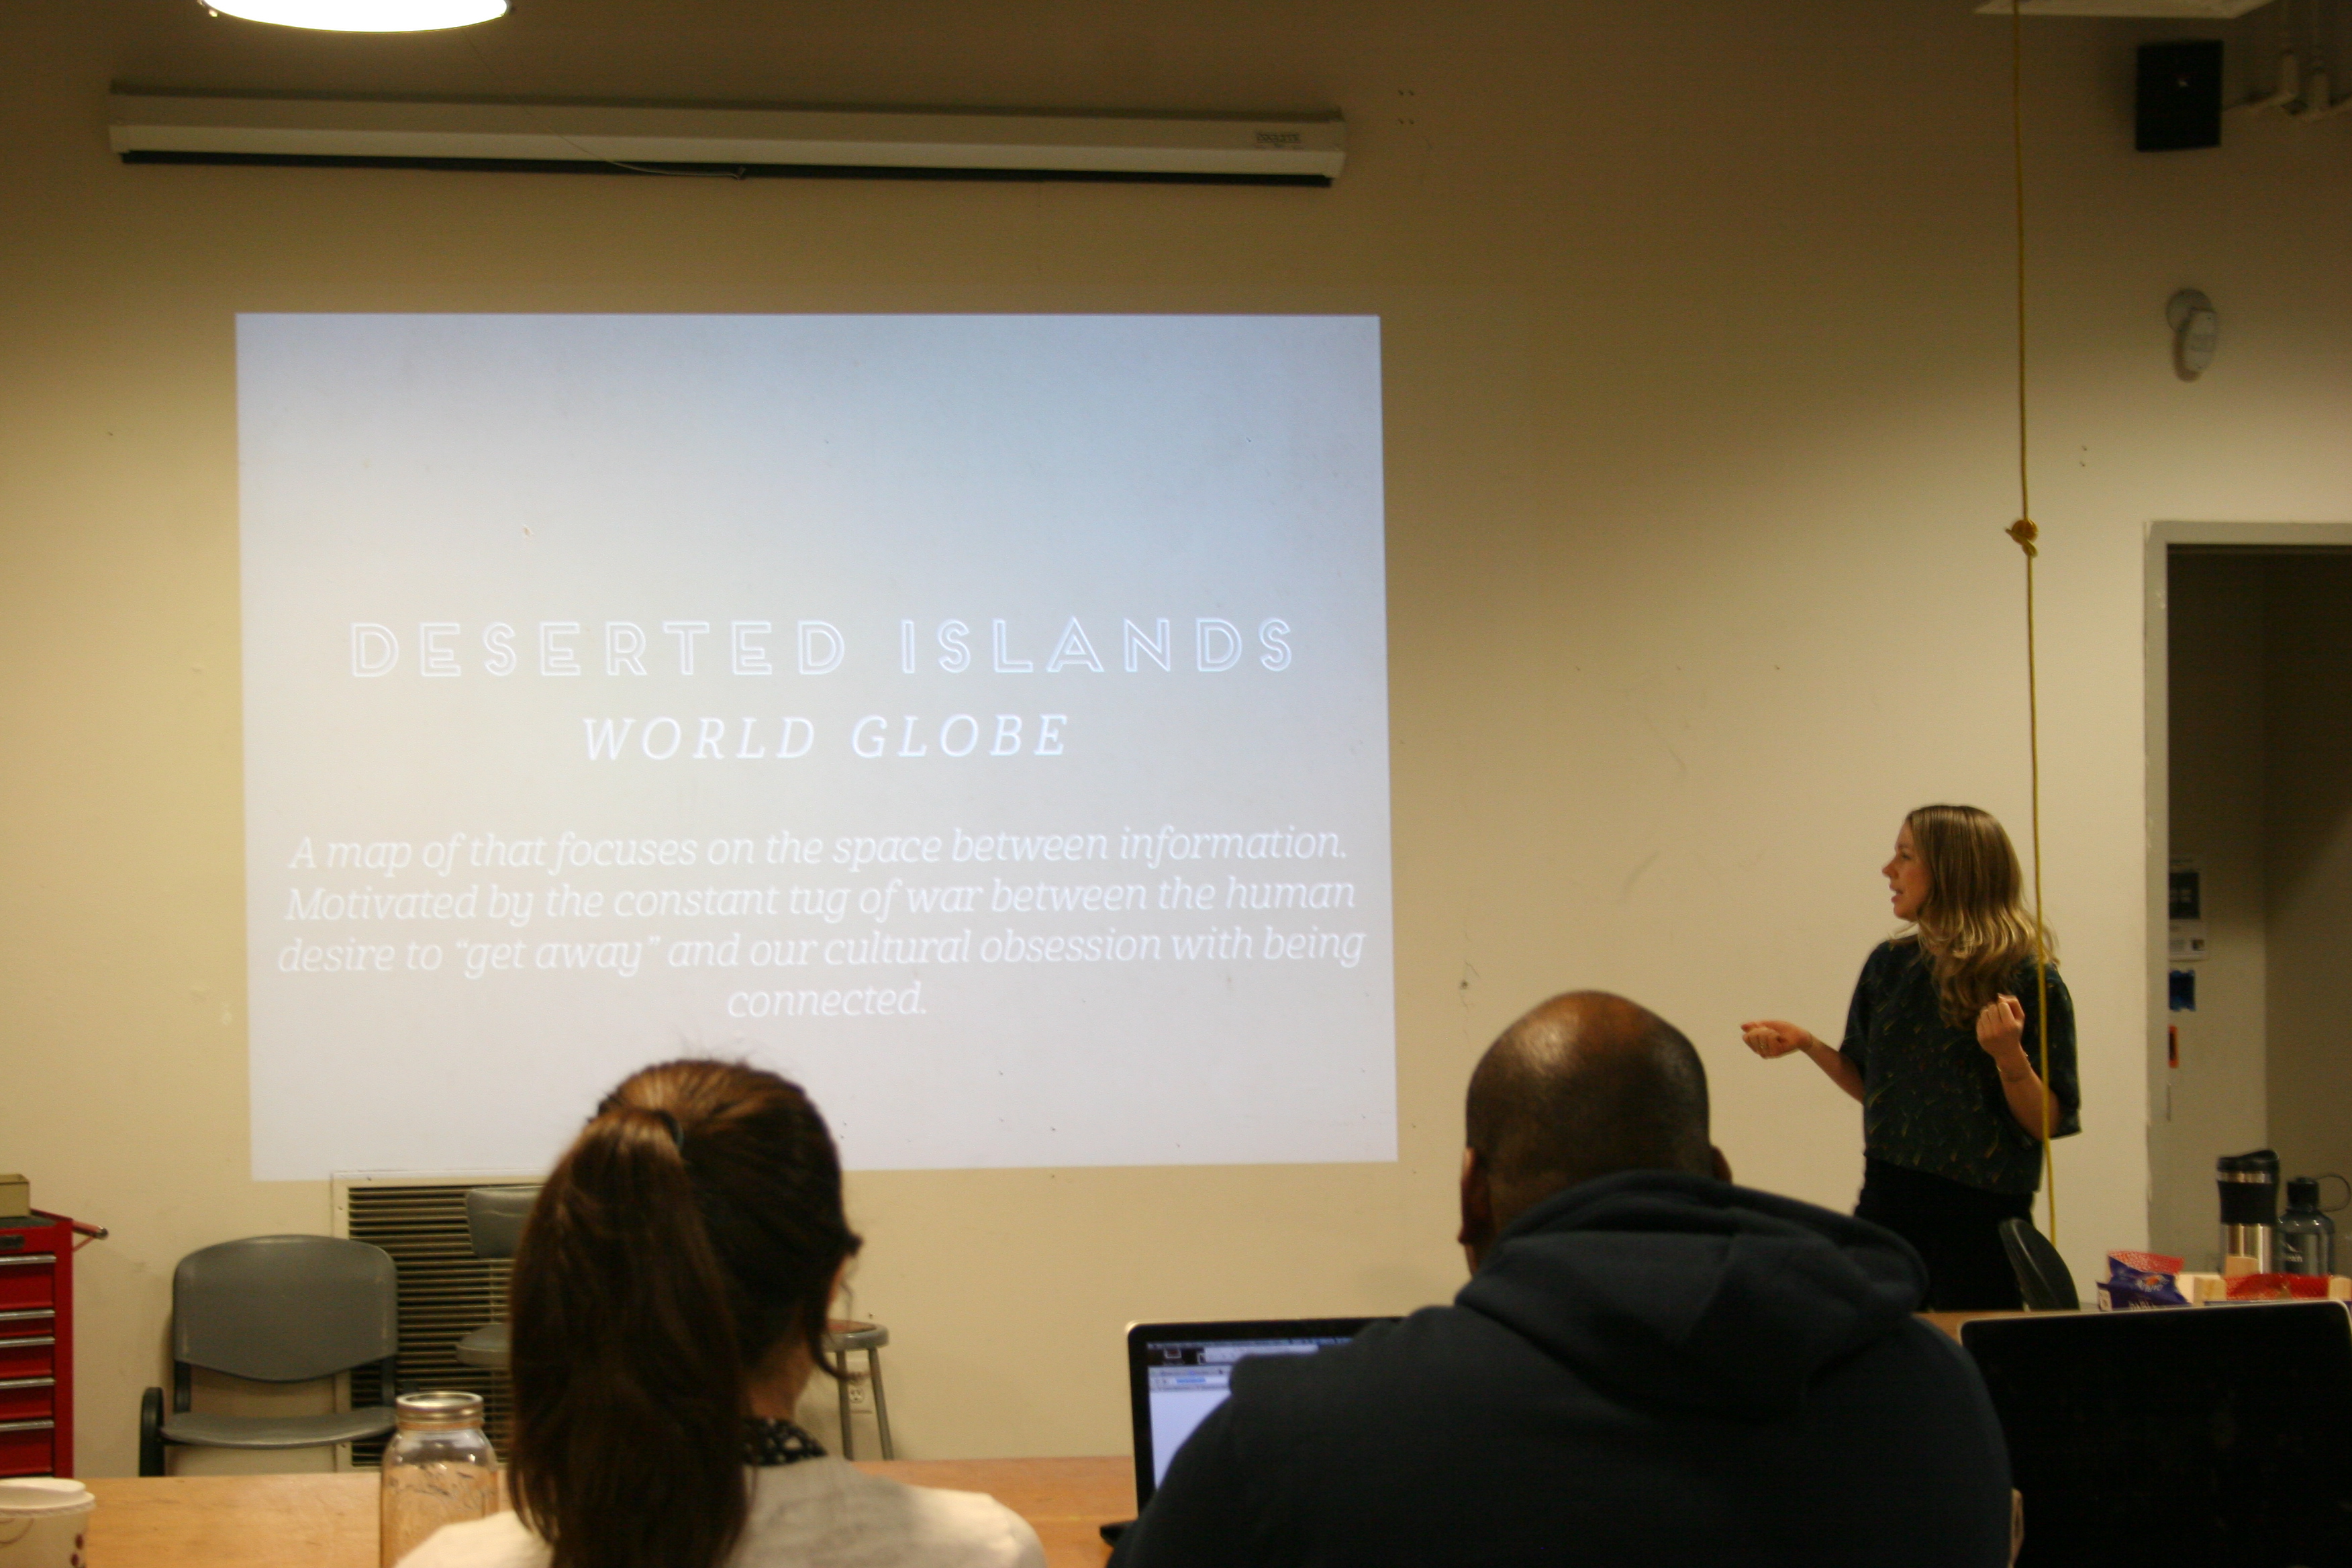 DESERTED ISLANDS
WORLD GLOBE
A map of that focuses on the space between information.
Motivated by the constant tug of war between the human
desire to “get away” and our cultural obsession with being
connected.